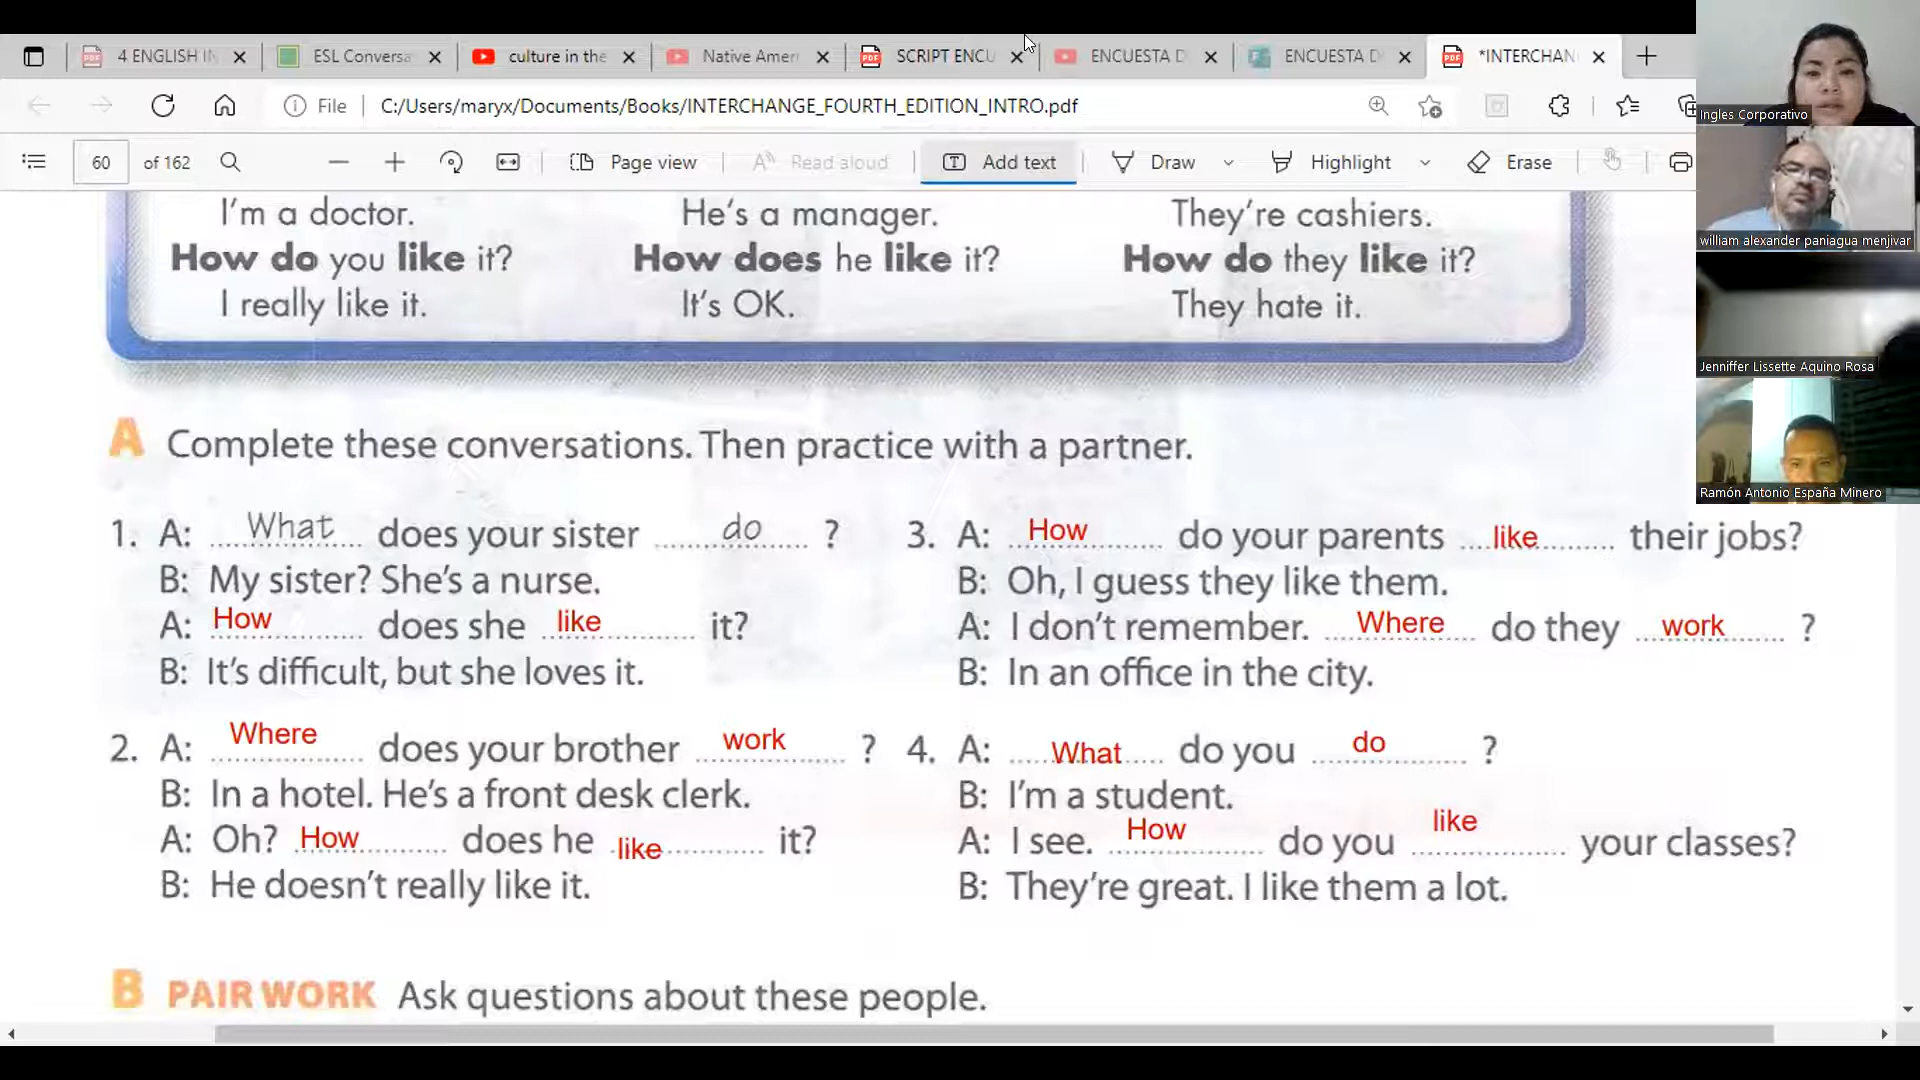 4 ENGLISH IN
ESL Conversa
culture in the
Native Ameri
SCRIPT ENCU
ENCUESTA D
ENCUESTA D
*INTERCHAN
File
C:/Users/maryx/Documents/Books/INTERCHANGE_FOURTH_EDITION_INTRO.pdf
60 of 162
Page view
Read aloud
Add text
Draw
Highlight
Erase
Ingles Corporativo
william alexander paniagua menjivar
Jenniffer Lissette Aquino Rosa
Ramón Antonio España Minero
I'm a doctor.
How do you like it?
I really like it.
He's a manager.
How does he like it?
It's OK.
They're cashiers.
How do they like it?
They hate it.
A Complete these conversations. Then practice with a partner.
1. A: What does your sister do ?
B: My sister? She's a nurse.
A: How does she like it?
B: It's difficult, but she loves it.
2. A: Where does your brother work ?
B: In a hotel. He's a front desk clerk.
A: Oh? How does he like it?
B: He doesn't really like it.
3. A: How do your parents like their jobs?
B: Oh, I guess they like them.
A: I don't remember. Where do they work ?
B: In an office in the city.
4. A: What do you do ?
B: I'm a student.
A: I see. How do you like your classes?
B: They're great. I like them a lot.
B PAIR WORK Ask questions about these people.